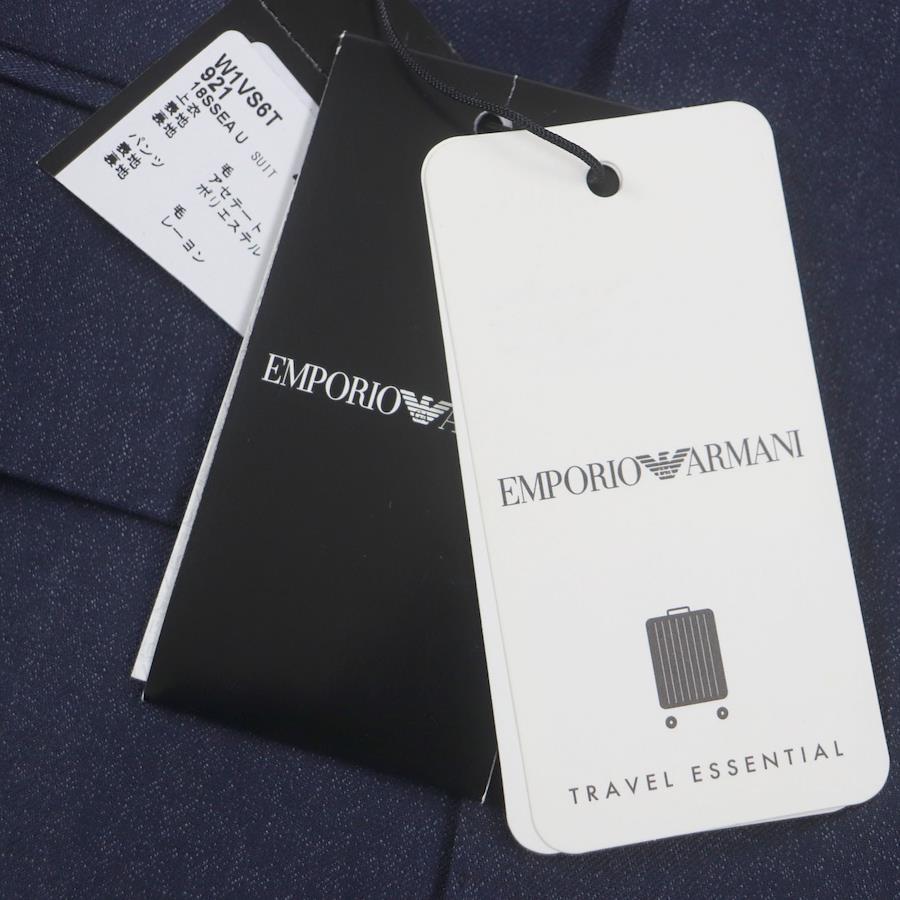 W1VS6T
921
18SSEA U SUIT
上衣
表地 毛
裏地 アセテート
ポリエステル
パンツ
表地 毛
裏地 レーヨン
EMPORIO A
EMPORIO ARMANI
TRAVEL ESSENTIAL